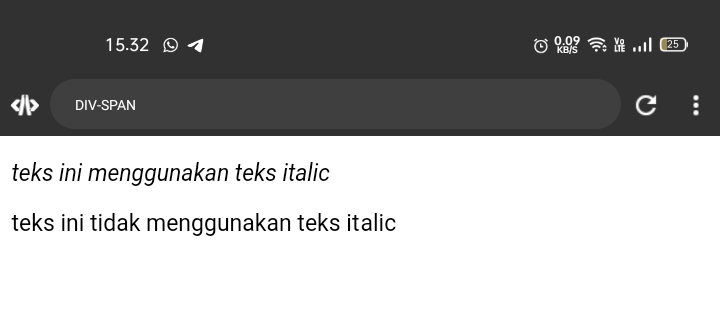 15.32
0.09
KB/S
Vo
LTE
25
DIV-SPAN
teks ini menggunakan teks italic
teks ini tidak menggunakan teks italic